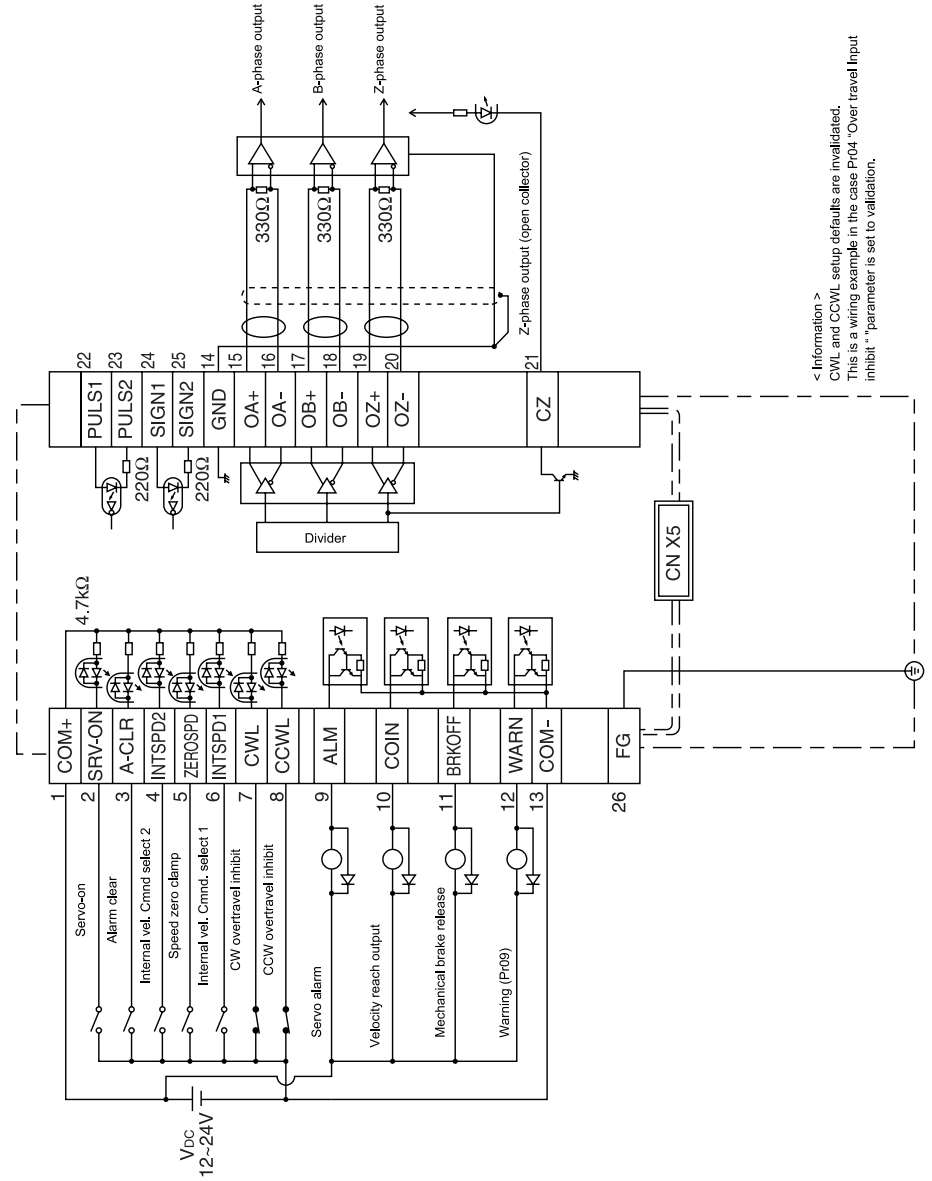 VDC
12~24V
Servo-on
Alarm clear
Internal vel. Cmnd select 2
Speed zero clamp
Internal vel. Cmnd. select 1
CW overtravel inhibit
CCW overtravel inhibit
Servo alarm
Velocity reach output
Mechanical brake release
Warning (Pr09)
1 COM+
2 SRV-ON
3 A-CLR
4 INTSPD2
5 ZEROSPD
6 INTSPD1
7 CWL
8 CCWL
9 ALM
10 COIN
11 BRKOFF
12 WARN
13 COM-
26 FG
4.7kΩ
CN X5
Divider
220Ω
220Ω
PULS1 22
PULS2 23
SIGN1 24
SIGN2 25
GND 14
OA+ 15
OA- 16
OB+ 17
OB- 18
OZ+ 19
OZ- 20
CZ 21
330Ω
330Ω
330Ω
A-phase output
B-phase output
Z-phase output
Z-phase output (open collector)
< Information >
CWL and CCWL setup defaults are invalidated.
This is a wiring example in the case Pr04 “Over travel Input
inhibit “ ”parameter is set to validation.